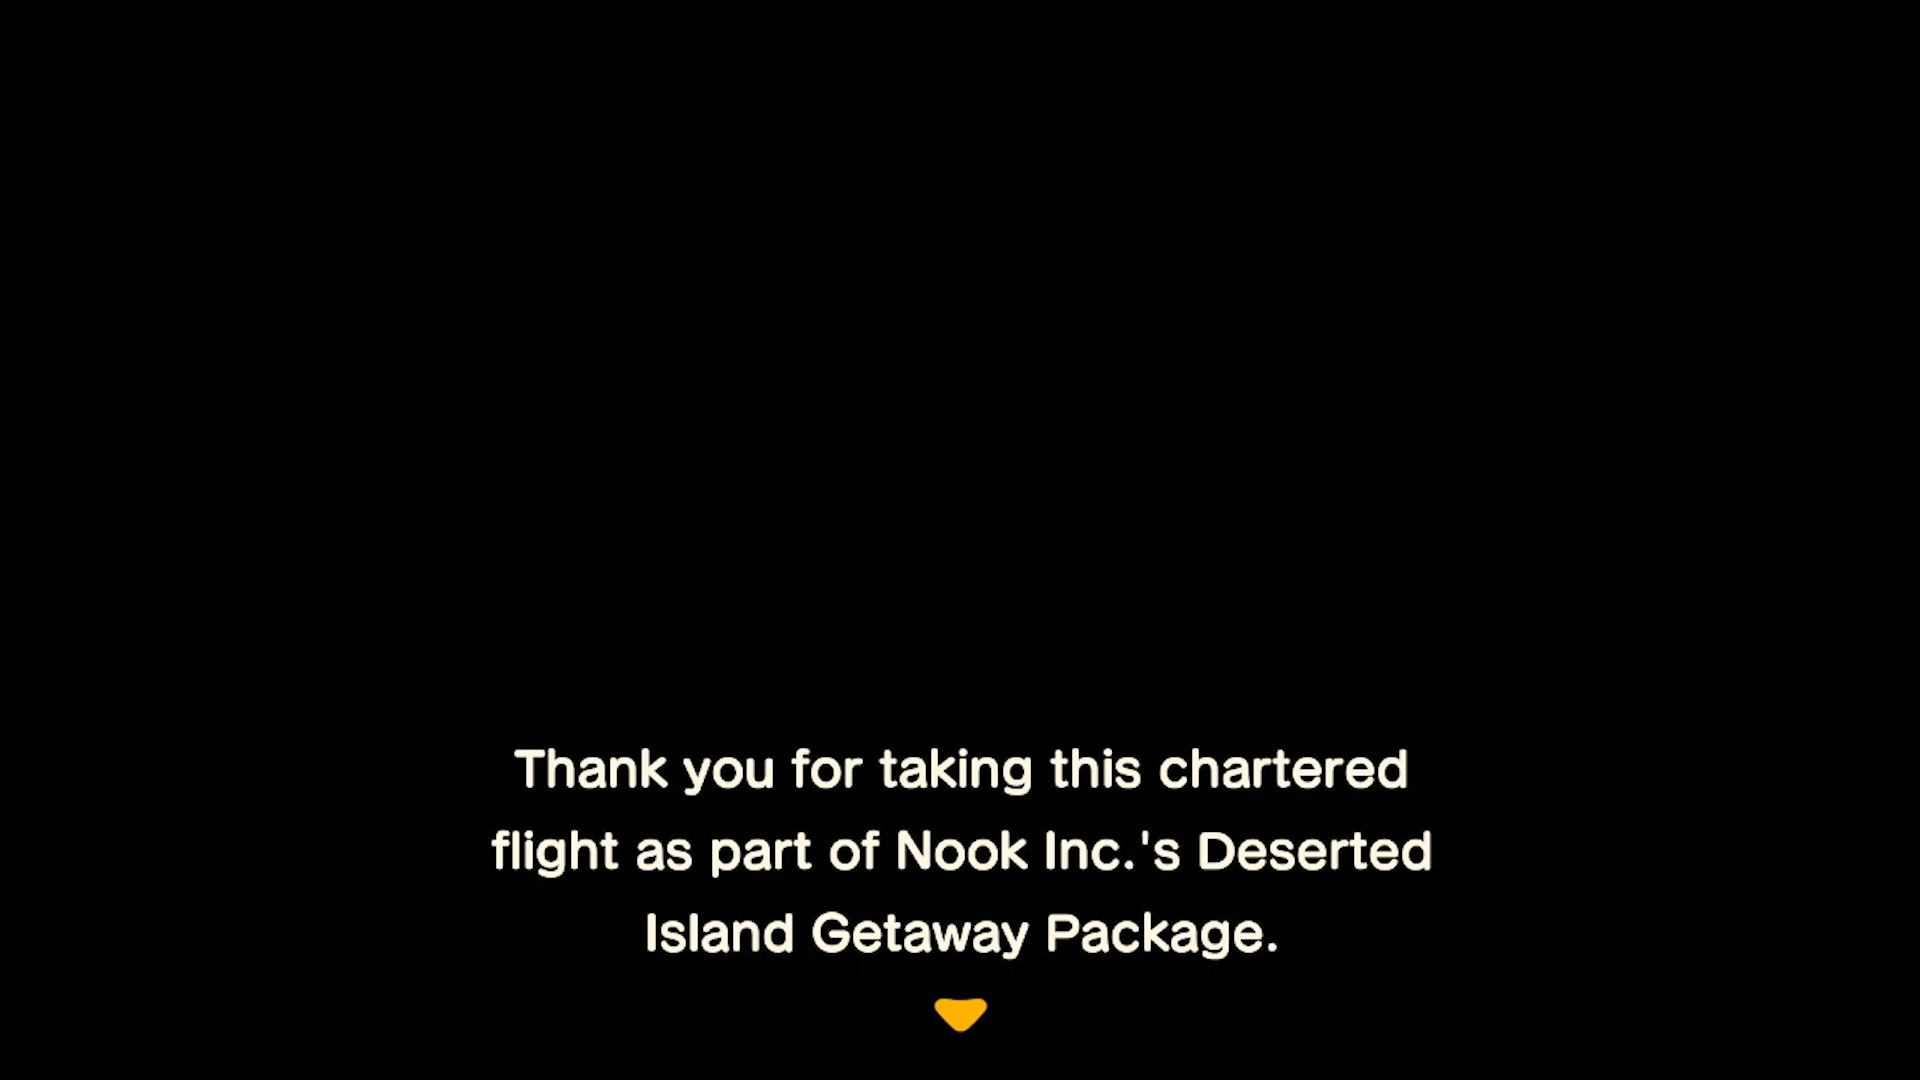 Thank you for taking this chartered
flight as part of Nook Inc.'s Deserted
Island Getaway Package.